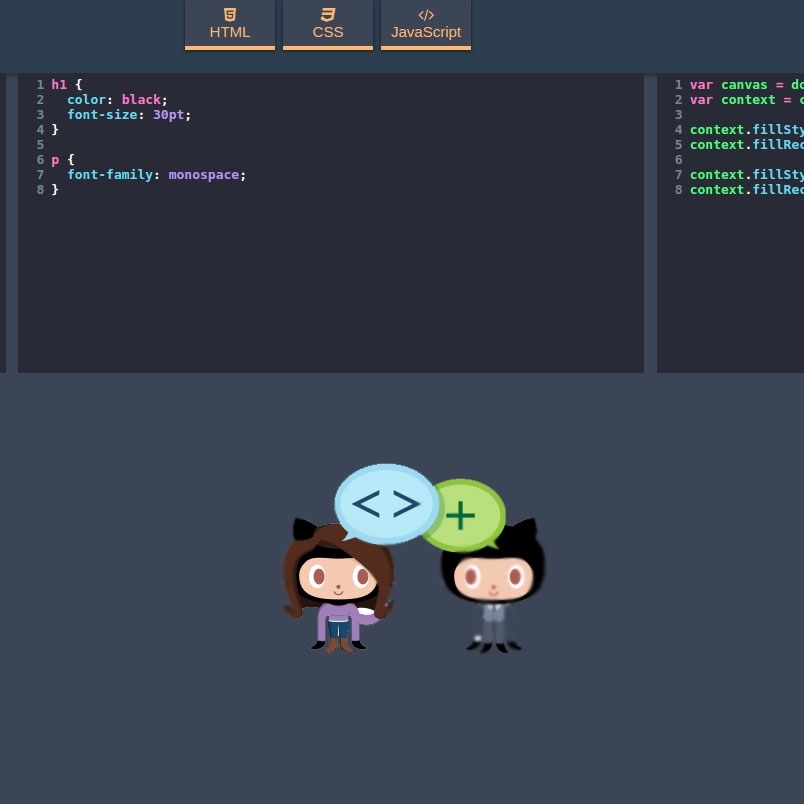 HTML
CSS
JavaScript
1 h1 {
2   color: black;
3   font-size: 30pt;
4 }
5
6 p {
7   font-family: monospace;
8 }
1 var canvas = do
2 var context = c
3
4 context.fillSty
5 context.fillRec
6
7 context.fillSty
8 context.fillRec
< >
+